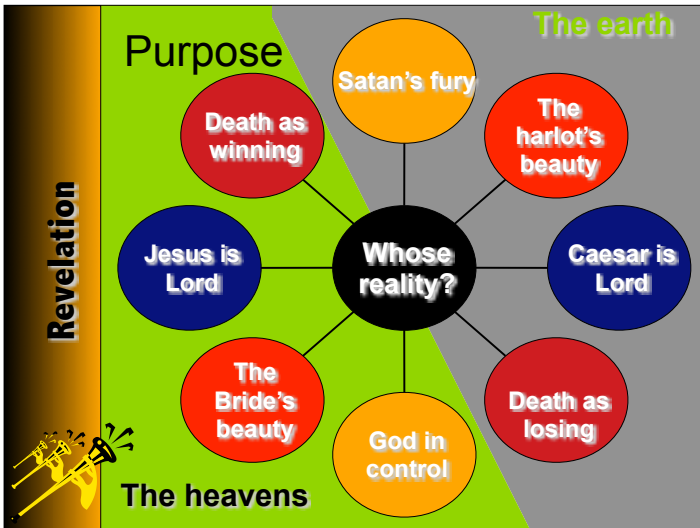 The earth
Purpose
Satan's fury
Death as
winning
The
harlot's
beauty
Revelation
Jesus is
Lord
Whose
reality?
Caesar is
Lord
The
Bride's
beauty
Death as
losing
God in
control
The heavens